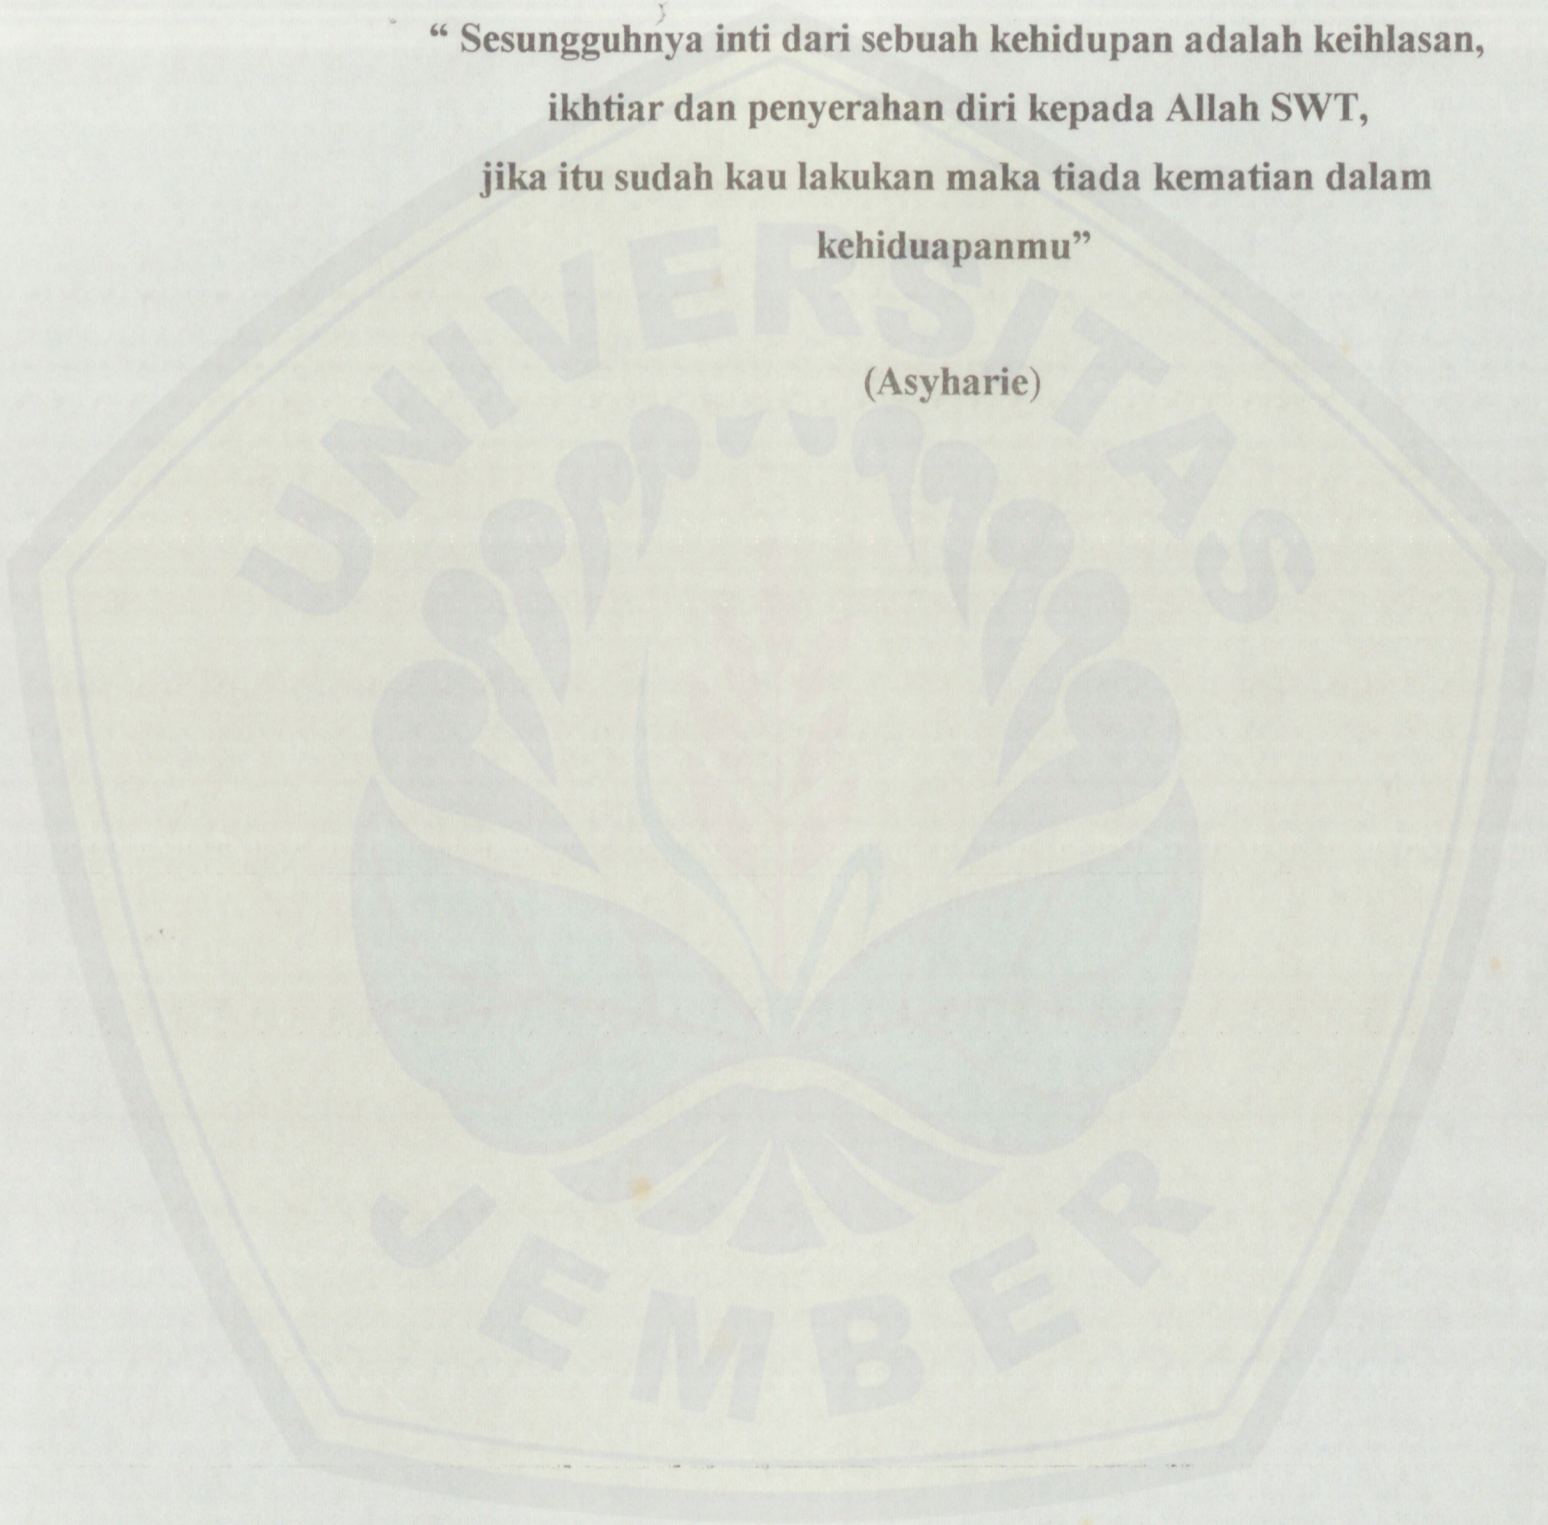 “ Sesungguhnya inti dari sebuah kehidupan adalah keihlasan,
ikhtiar dan penyerahan diri kepada Allah SWT,
jika itu sudah kau lakukan maka tiada kematian dalam
kehiduapanmu”
(Asyharie)
UNIVERSITAS
JEMBER